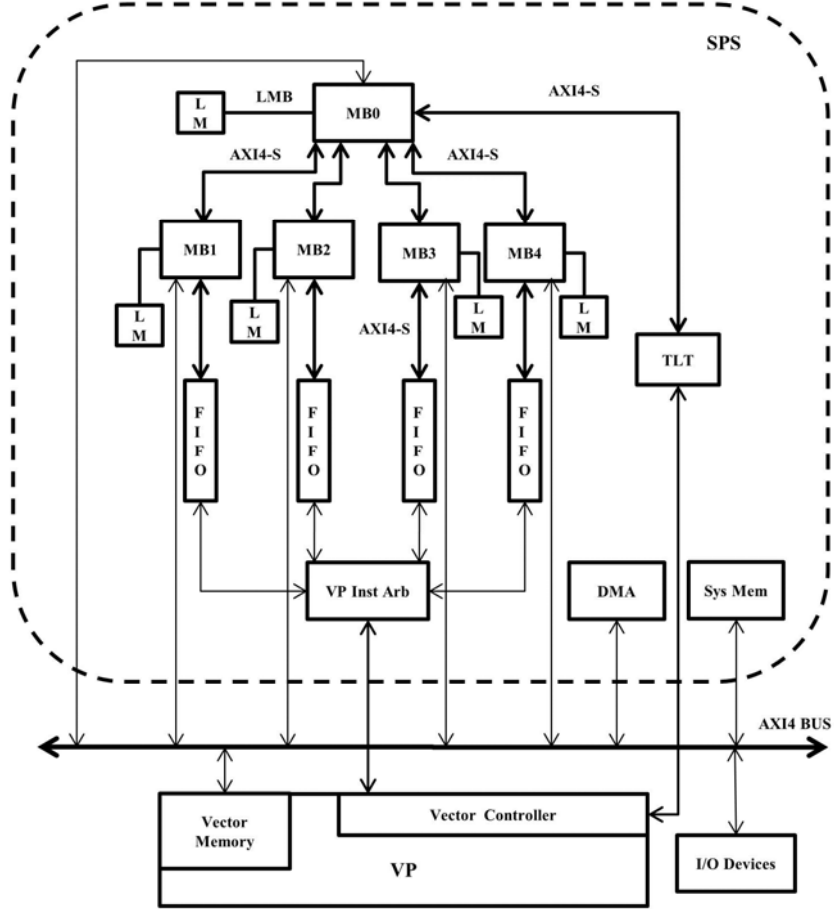 SPS
L
M
LMB
MB0
AXI4-S
AXI4-S
AXI4-S
MB1
MB2
MB3
MB4
L
M
L
M
L
M
L
M
AXI4-S
TLT
F
I
F
O
F
I
F
O
F
I
F
O
F
I
F
O
VP Inst Arb
DMA
Sys Mem
AXI4 BUS
Vector
Memory
Vector Controller
VP
I/O Devices